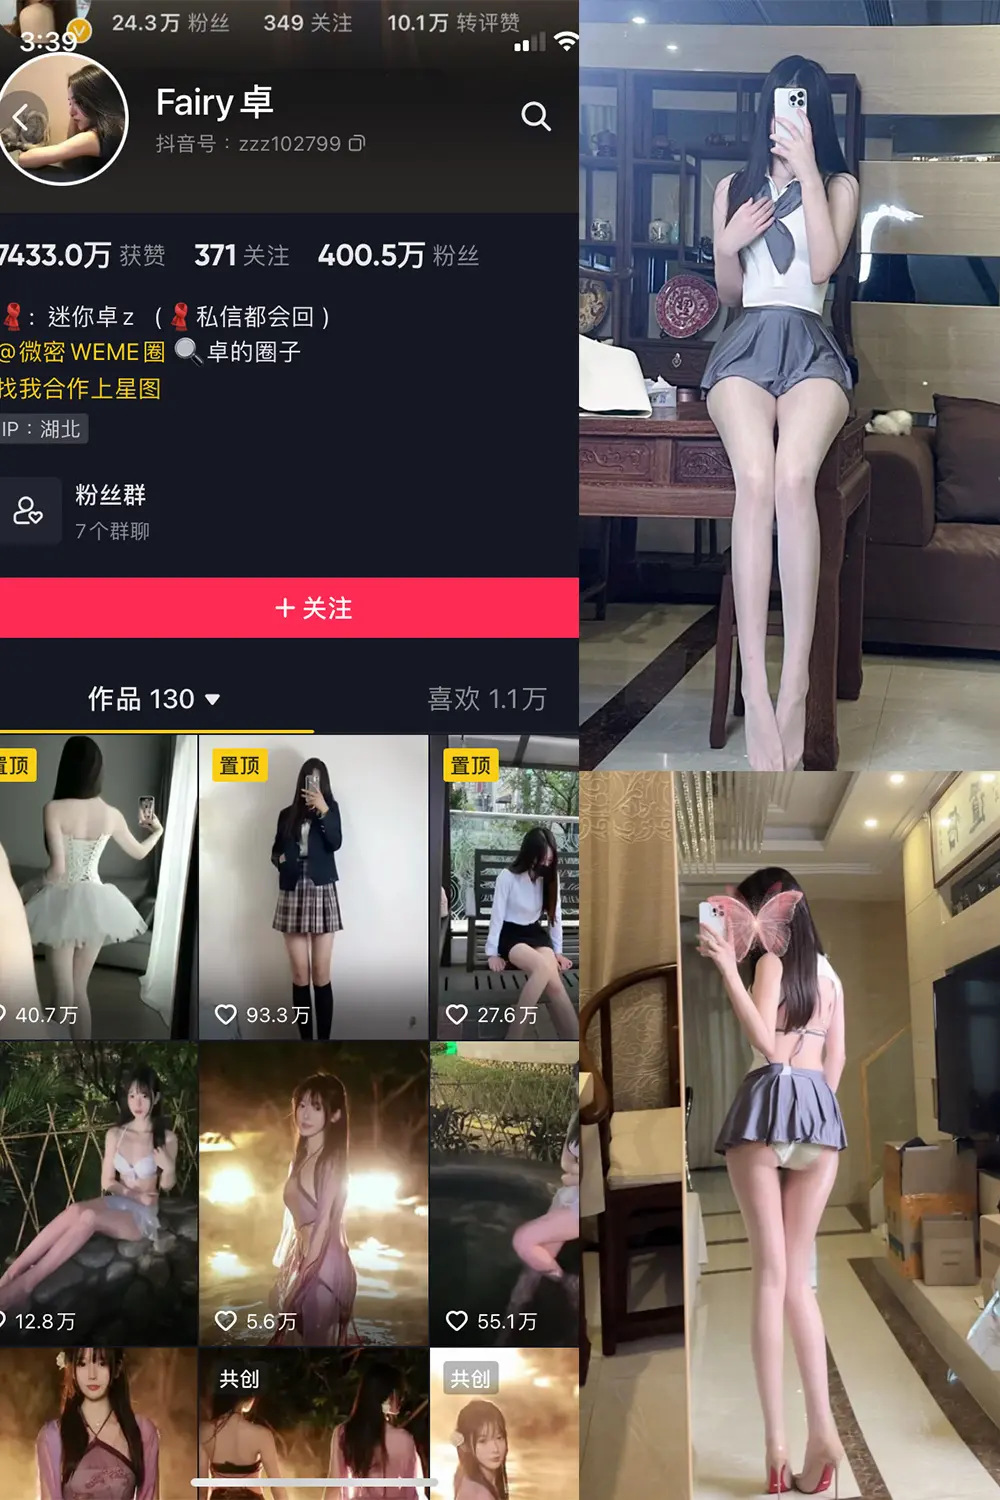 24.3万 粉丝 349 关注 10.1万 转评赞
3:39
Fairy卓
抖音号：zzz102799
7433.0万 获赞 371 关注 400.5万 粉丝
：迷你卓z（ 私信都会回）
@微密WEME圈 卓的圈子
找我合作上星图
IP：湖北
粉丝群
7个群聊
+ 关注
作品 130 喜欢 1.1万
置顶 置顶 置顶
40.7万 93.3万 27.6万
12.8万 5.6万 55.1万
共创 共创